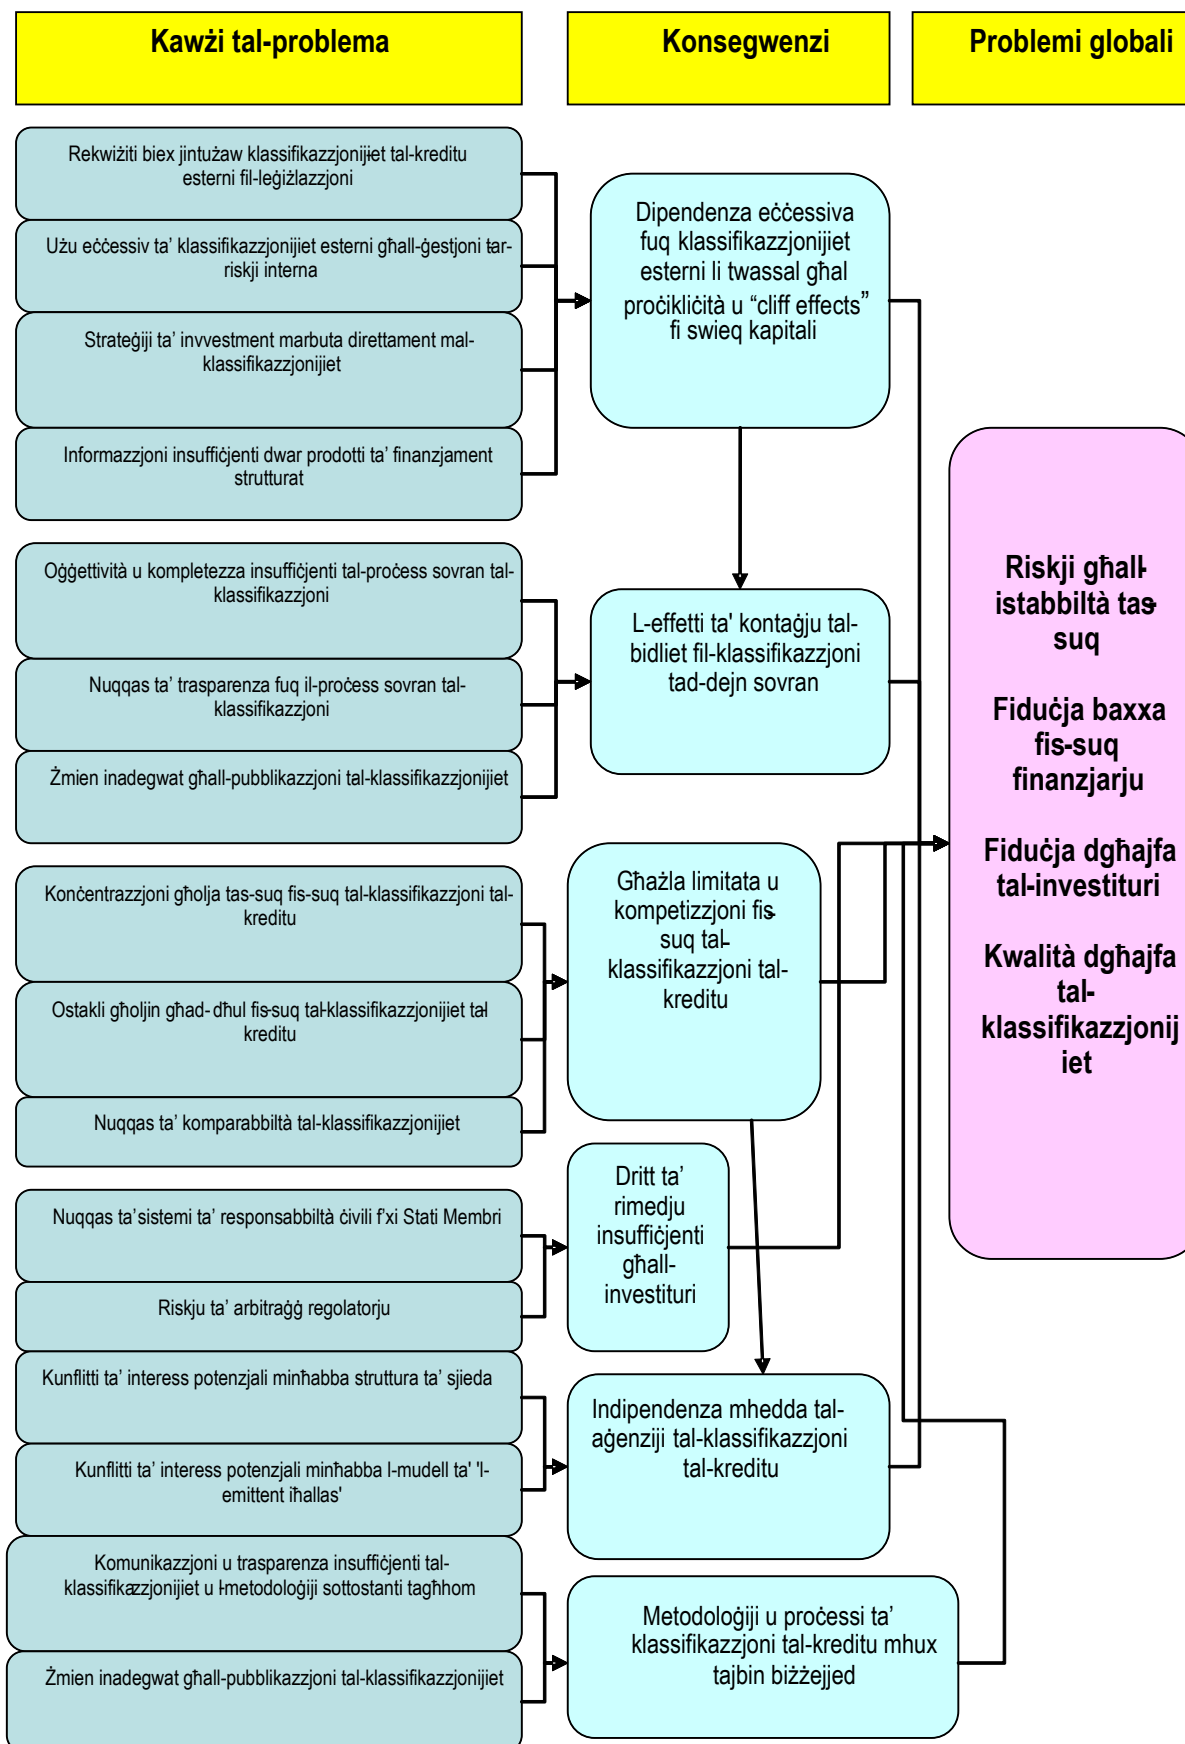 Kawżi tal-problema
Konsegwenzi
Problemi globali
Rekwiżiti biex jintużaw klassifikazzjonijiet tal-kreditu
esterni fil-leġiżlazzjoni
Użu eċċessiv ta’ klassifikazzjonijiet esterni għall-ġestjoni tar-
riskji interna
Strateġiji ta’ invvestment marbuta direttament mal-
klassifikazzjonijiet
Informazzjoni insuffiċjenti dwar prodotti ta’ finanzjament
strutturat
Dipendenza eċċessiva
fuq klassifikazzjonijiet
esterni li twassal għal
proċikliċità u “cliff effects”
fi swieq kapitali
Oġġettività u kompletezza insuffiċjenti tal-proċess sovran tal-
klassifikazzjoni
Nuqqas ta’ trasparenza fuq il-proċess sovran tal-
klassifikazzjoni
Żmien inadegwat għall-pubblikazzjoni tal-klassifikazzjonijiet
L-effetti ta' kontaġju tal-
bidliet fil-klassifikazzjoni
tad-dejn sovran
Konċentrazzjoni għolja tas-suq fis-suq tal-klassifikazzjoni tal-
kreditu
Ostakli għoljin għad-dħul fis-suq tal-klassifikazzjonijiet tal
kreditu
Nuqqas ta’ komparabbiltà tal-klassifikazzjonijiet
Għażla limitata u
kompetizzjoni fis-
suq tal-
klassifikazzjoni tal-
kreditu
Nuqqas ta’sistemi ta’ responsabbiltà ċivili f’xi Stati Membri
Riskju ta’ arbitraġġ regolatorju
Dritt ta’
rimedju
insuffiċjenti
għall-
investituri
Kunflitti ta’ interess potenzjali minħabba struttura ta’ sjieda
Kunflitti ta’ interess potenzjali minħabba l-mudell ta' 'l-
emittent iħallas'
Indipendenza mhedda tal-
aġenziji tal-klassifikazzjoni
tal-kreditu
Komunikazzjoni u trasparenza insuffiċjenti tal-
klassifikazzjonijiet u l-metodoloġiji sottostanti tagħhom
Żmien inadegwat għall-pubblikazzjoni tal-klassifikazzjonijiet
Metodoloġiji u proċessi ta’
klassifikazzjoni tal-kreditu mhux
tajbin biżżejjed
Riskji għall-
istabbiltà tas-
suq
Fiduċja baxxa
fis-suq
finanzjarju
Fiduċja dgħajfa
tal-investituri
Kwalità dgħajfa
tal-
klassifikazzjonij
iet